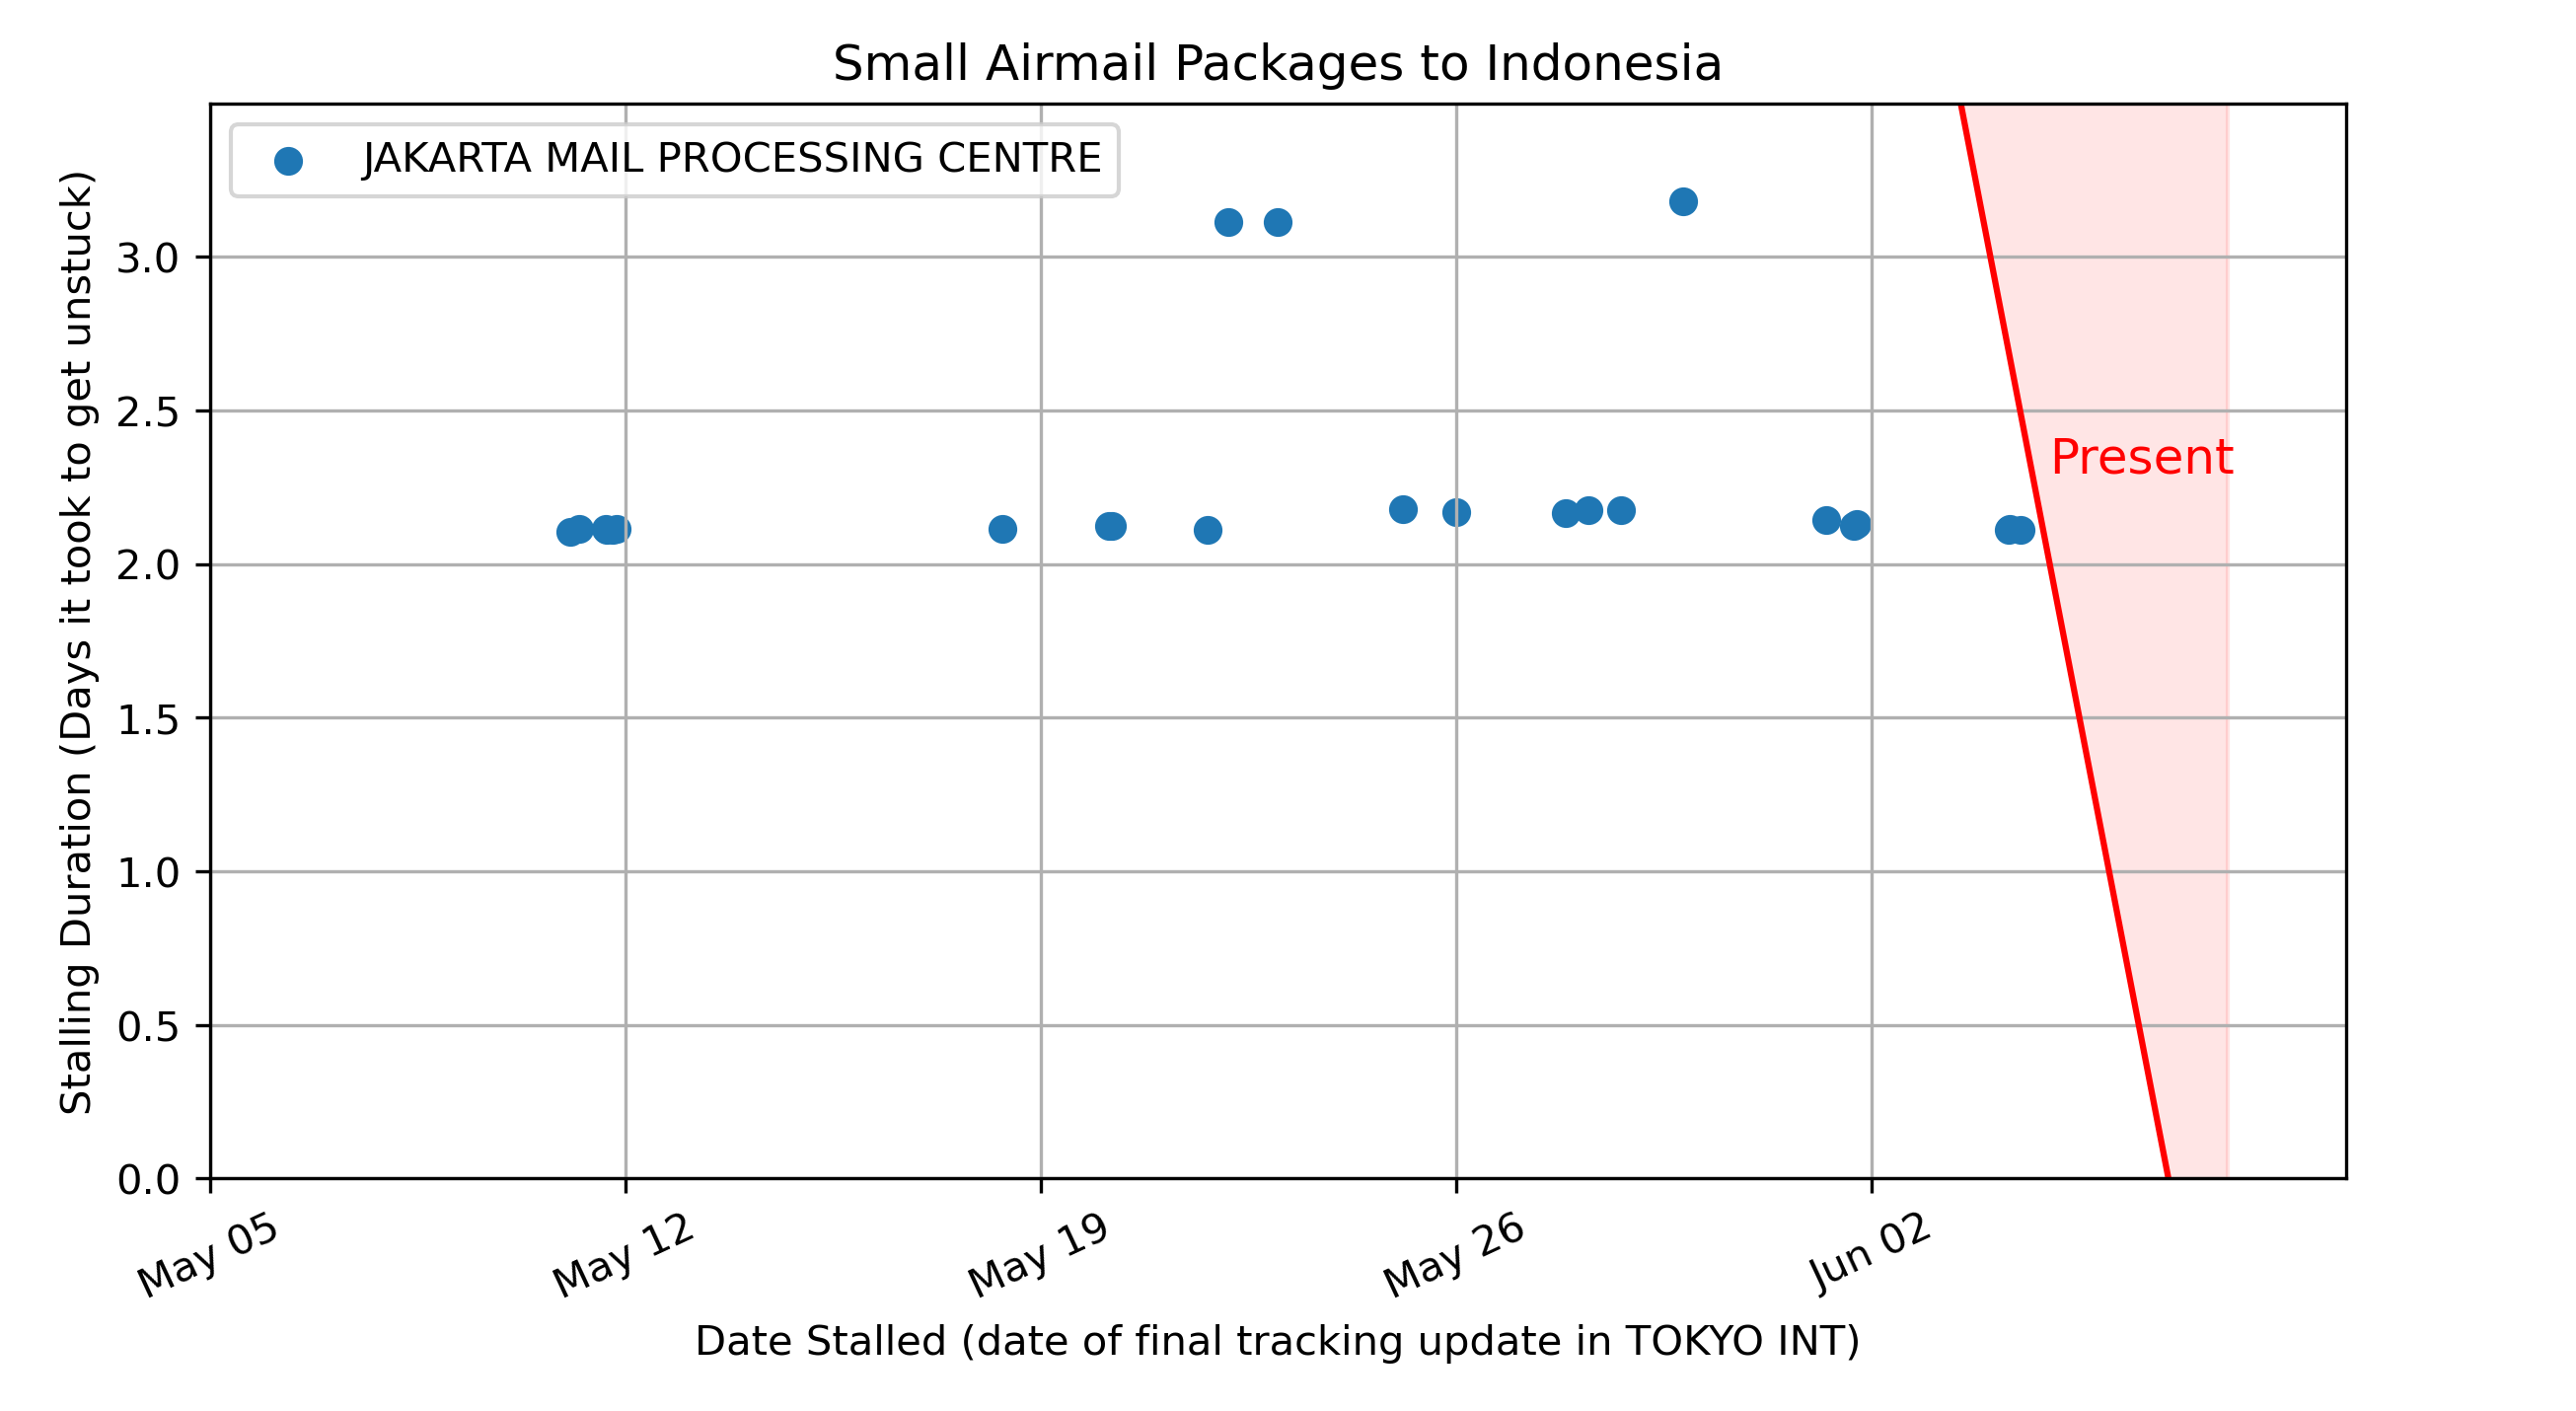 Small Airmail Packages to Indonesia
JAKARTA MAIL PROCESSING CENTRE
Stalling Duration (Days it took to get unstuck)
3.0
2.5
2.0
1.5
1.0
0.5
0.0
Present
May 05
May 12
May 19
May 26
Jun 02
Date Stalled (date of final tracking update in TOKYO INT)